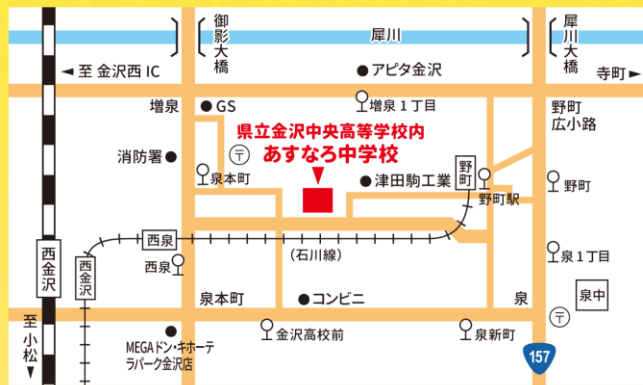 御影大橋
犀川
犀川大橋
◄ 至 金沢西 IC
アピタ金沢
寺町 ►
増泉
GS
増泉 1丁目
野町
広小路
県立金沢中央高等学校内
あすなろ中学校
消防署
〒
泉本町
津田駒工業
野町
野町駅
野町
西泉
(石川線)
西金沢
西金沢
西泉
泉1丁目
泉本町
コンビニ
泉
泉中
〒
至小松
MEGAドン・キホーテ
ラパーク金沢店
金沢高校前
泉新町
157